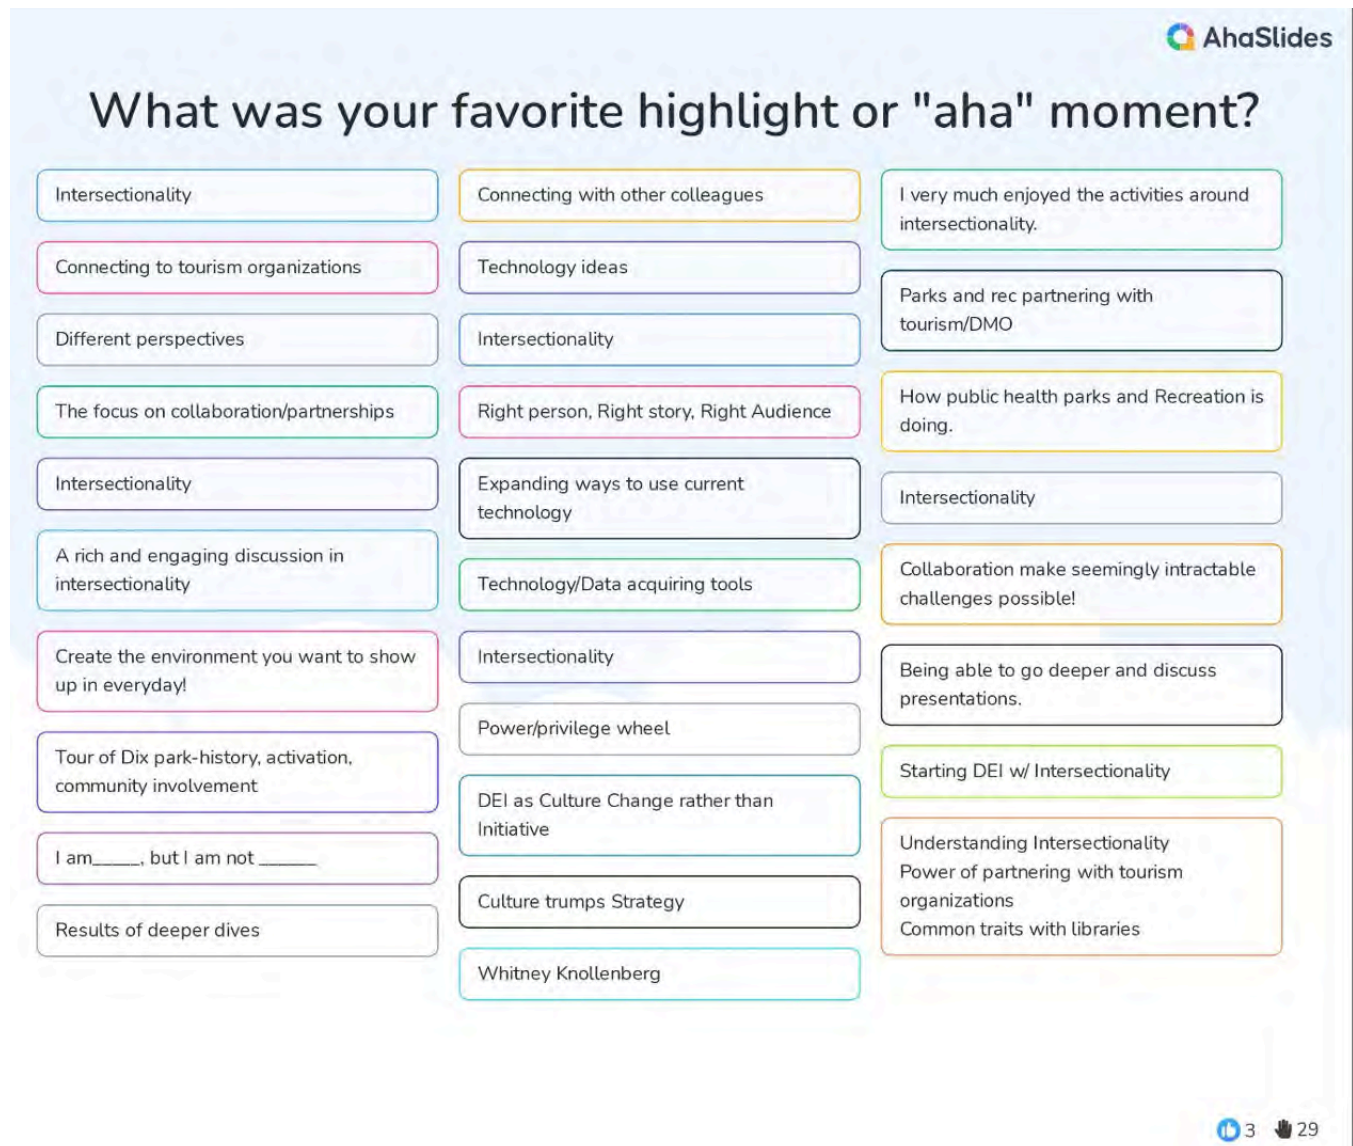 AhaSlides
What was your favorite highlight or "aha" moment?
Intersectionality
Connecting to tourism organizations
Different perspectives
The focus on collaboration/partnerships
Intersectionality
A rich and engaging discussion in
intersectionality
Create the environment you want to show
up in everyday!
Tour of Dix park-history, activation,
community involvement
I am_____, but I am not ______
Results of deeper dives
Connecting with other colleagues
Technology ideas
Intersectionality
Right person, Right story, Right Audience
Expanding ways to use current
technology
Technology/Data acquiring tools
Intersectionality
Power/privilege wheel
DEI as Culture Change rather than
Initiative
Culture trumps Strategy
Whitney Knollenberg
I very much enjoyed the activities around
intersectionality.
Parks and rec partnering with
tourism/DMO
How public health parks and Recreation is
doing.
Intersectionality
Collaboration make seemingly intractable
challenges possible!
Being able to go deeper and discuss
presentations.
Starting DEI w/ Intersectionality
Understanding Intersectionality
Power of partnering with tourism
organizations
Common traits with libraries
3 29